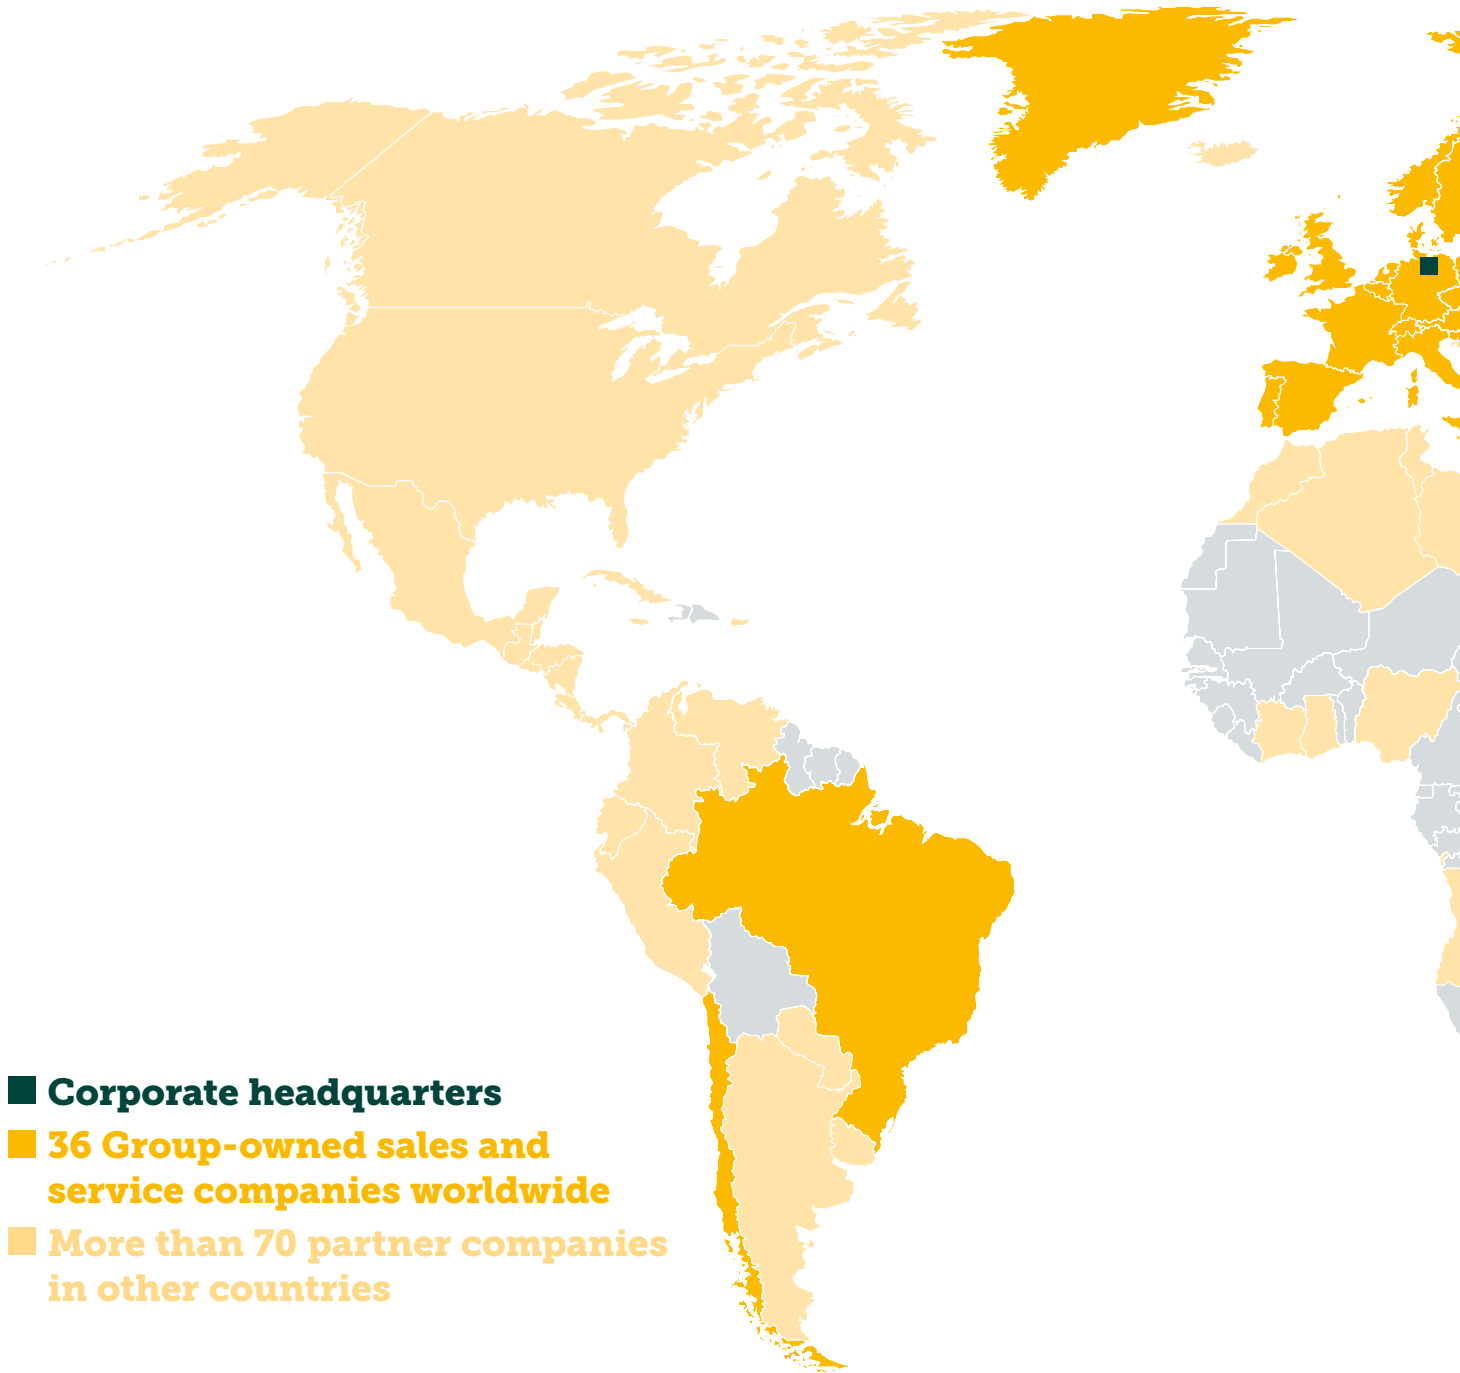 Corporate headquarters
36 Group-owned sales and
service companies worldwide
More than 70 partner companies
in other countries